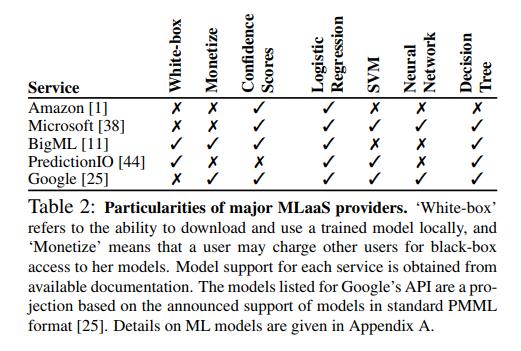 Service White-box Monetize Confidence Scores Logistic Regression SVM Neural Network Decision Tree
Amazon [1] ✗ ✗ ✓ ✓ ✗ ✗ ✗
Microsoft [38] ✗ ✗ ✓ ✓ ✓ ✓ ✓
BigML [11] ✓ ✓ ✓ ✓ ✗ ✗ ✓
PredictionIO [44] ✓ ✗ ✗ ✓ ✓ ✗ ✓
Google [25] ✗ ✓ ✓ ✓ ✓ ✓ ✓
Table 2: Particularities of major MLaaS providers. ‘White-box’
refers to the ability to download and use a trained model locally, and
‘Monetize’ means that a user may charge other users for black-box
access to her models. Model support for each service is obtained from
available documentation. The models listed for Google’s API are a pro-
jection based on the announced support of models in standard PMML
format [25]. Details on ML models are given in Appendix A.